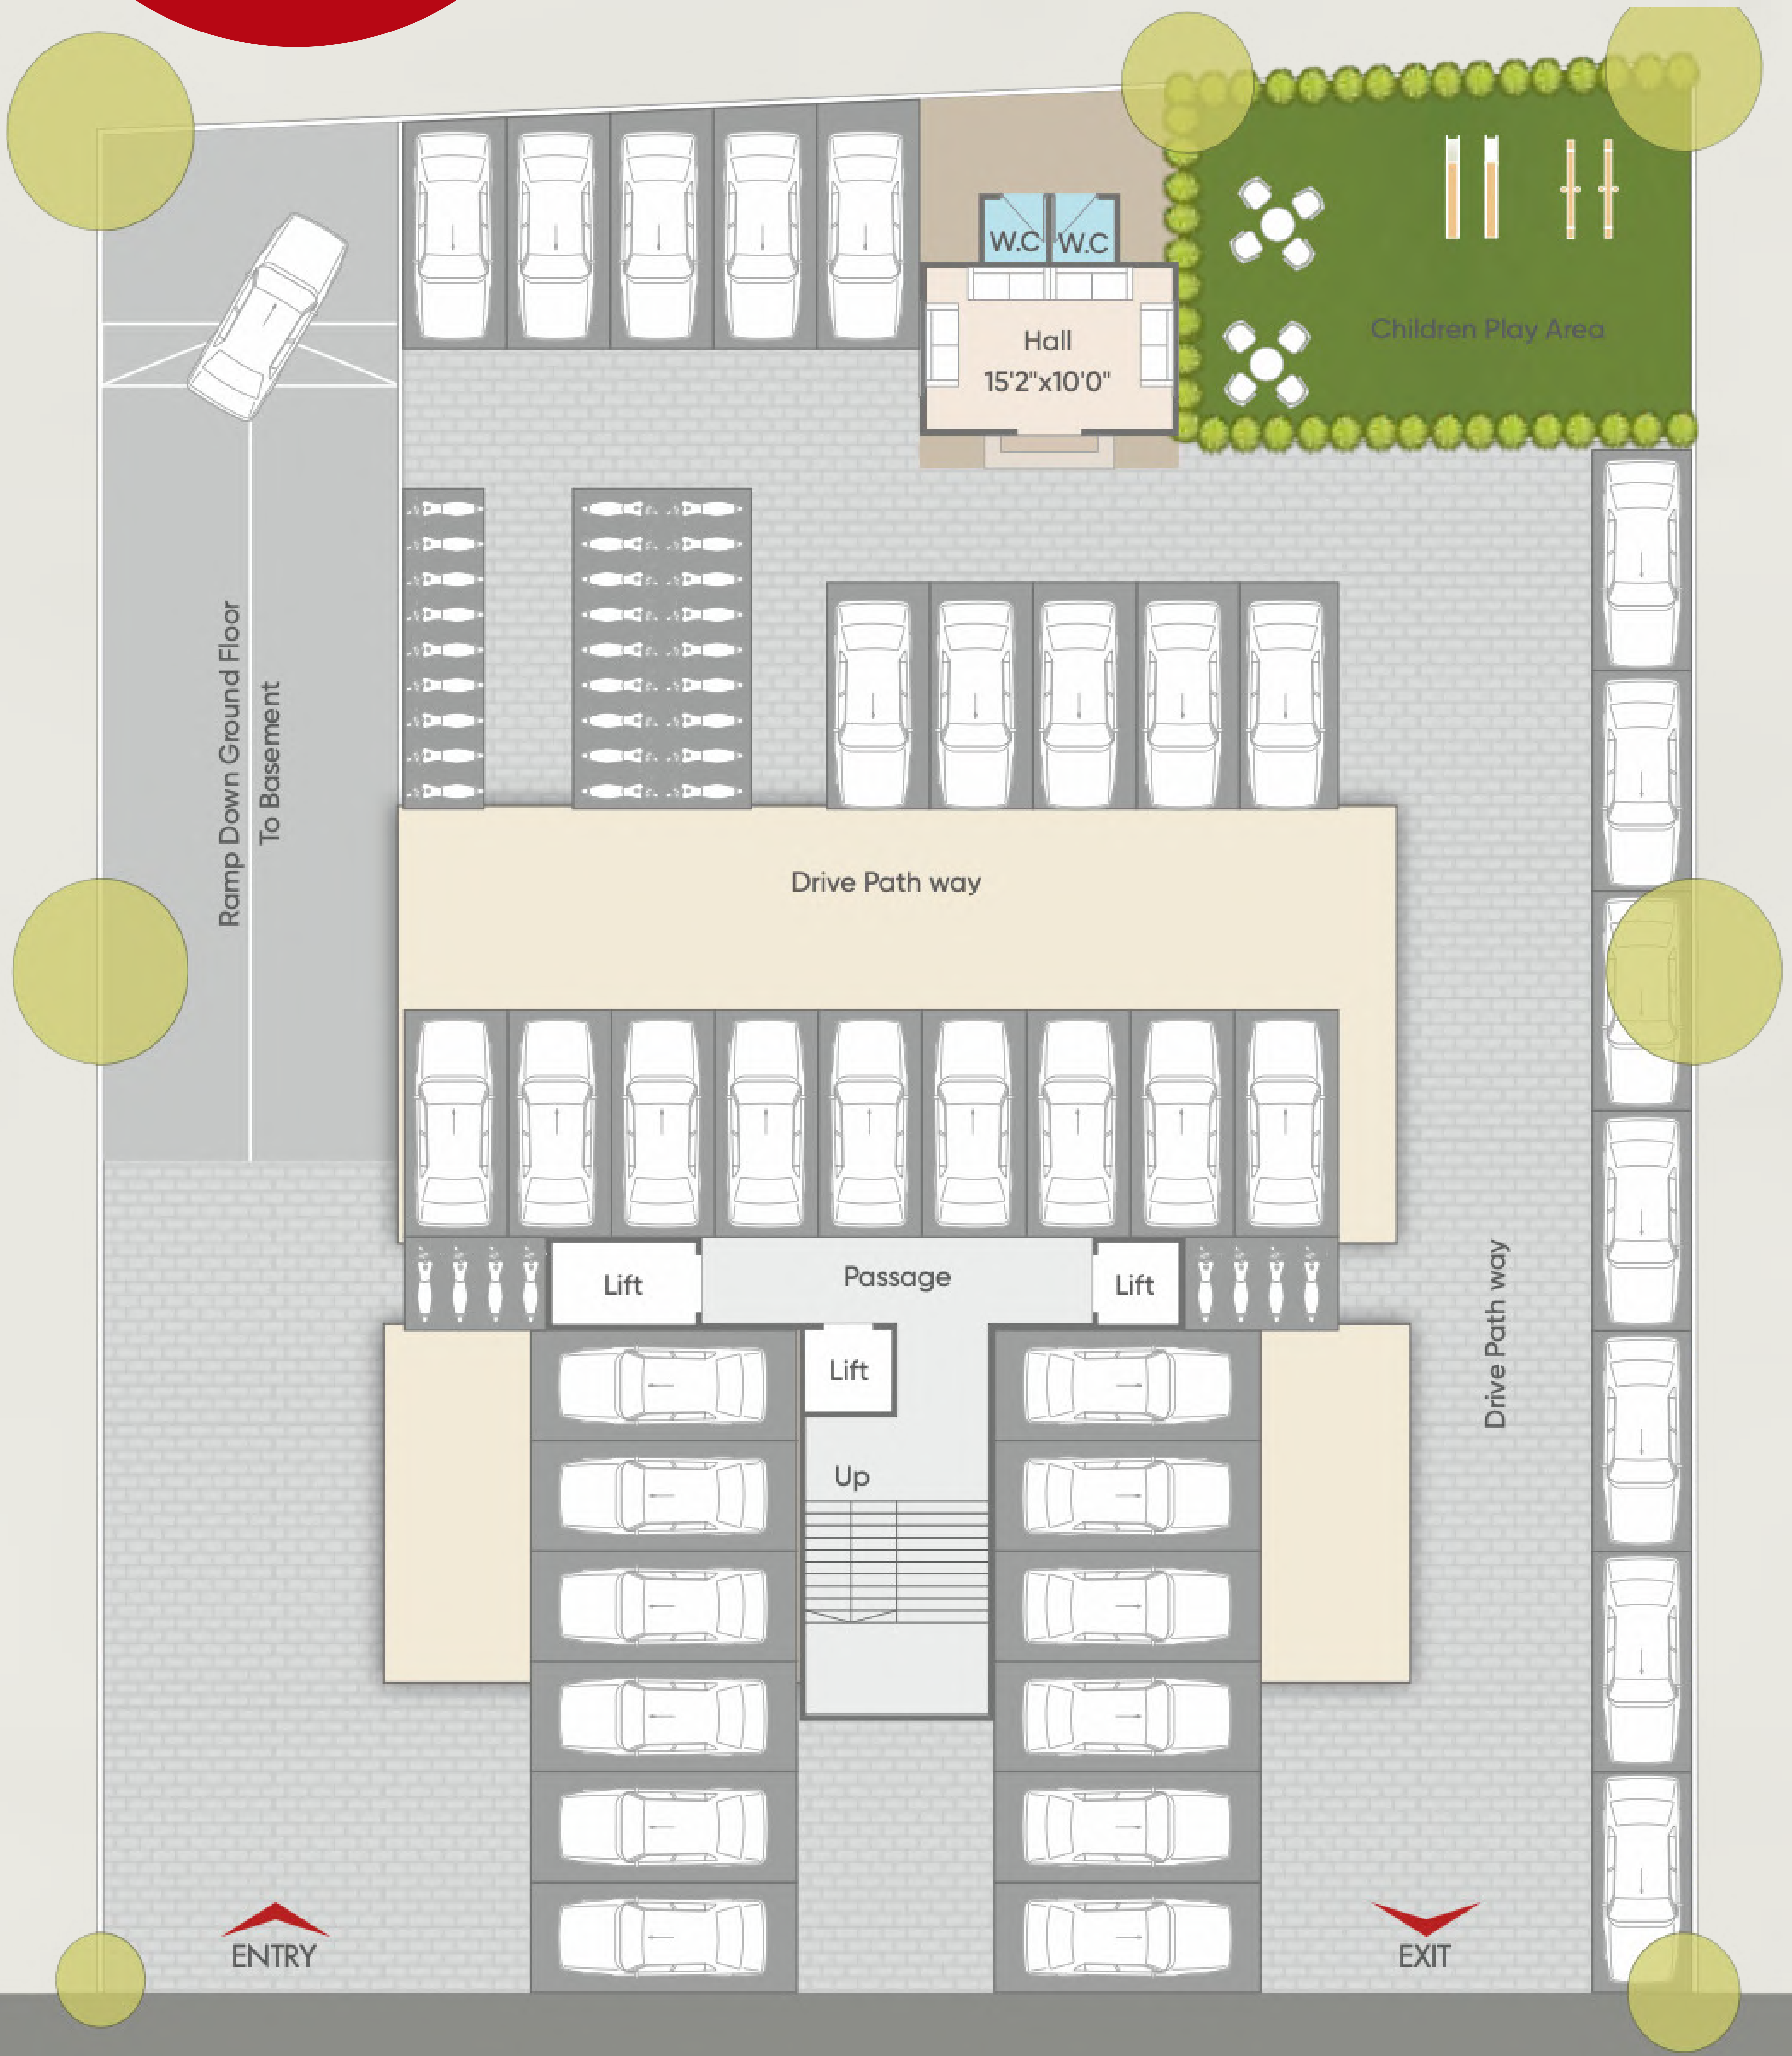 W.C
W.C
Hall
15'2"x10'0"
Children Play Area
Ramp Down Ground Floor
To Basement
Drive Path way
Lift
Passage
Lift
Lift
Drive Path way
Up
ENTRY
EXIT